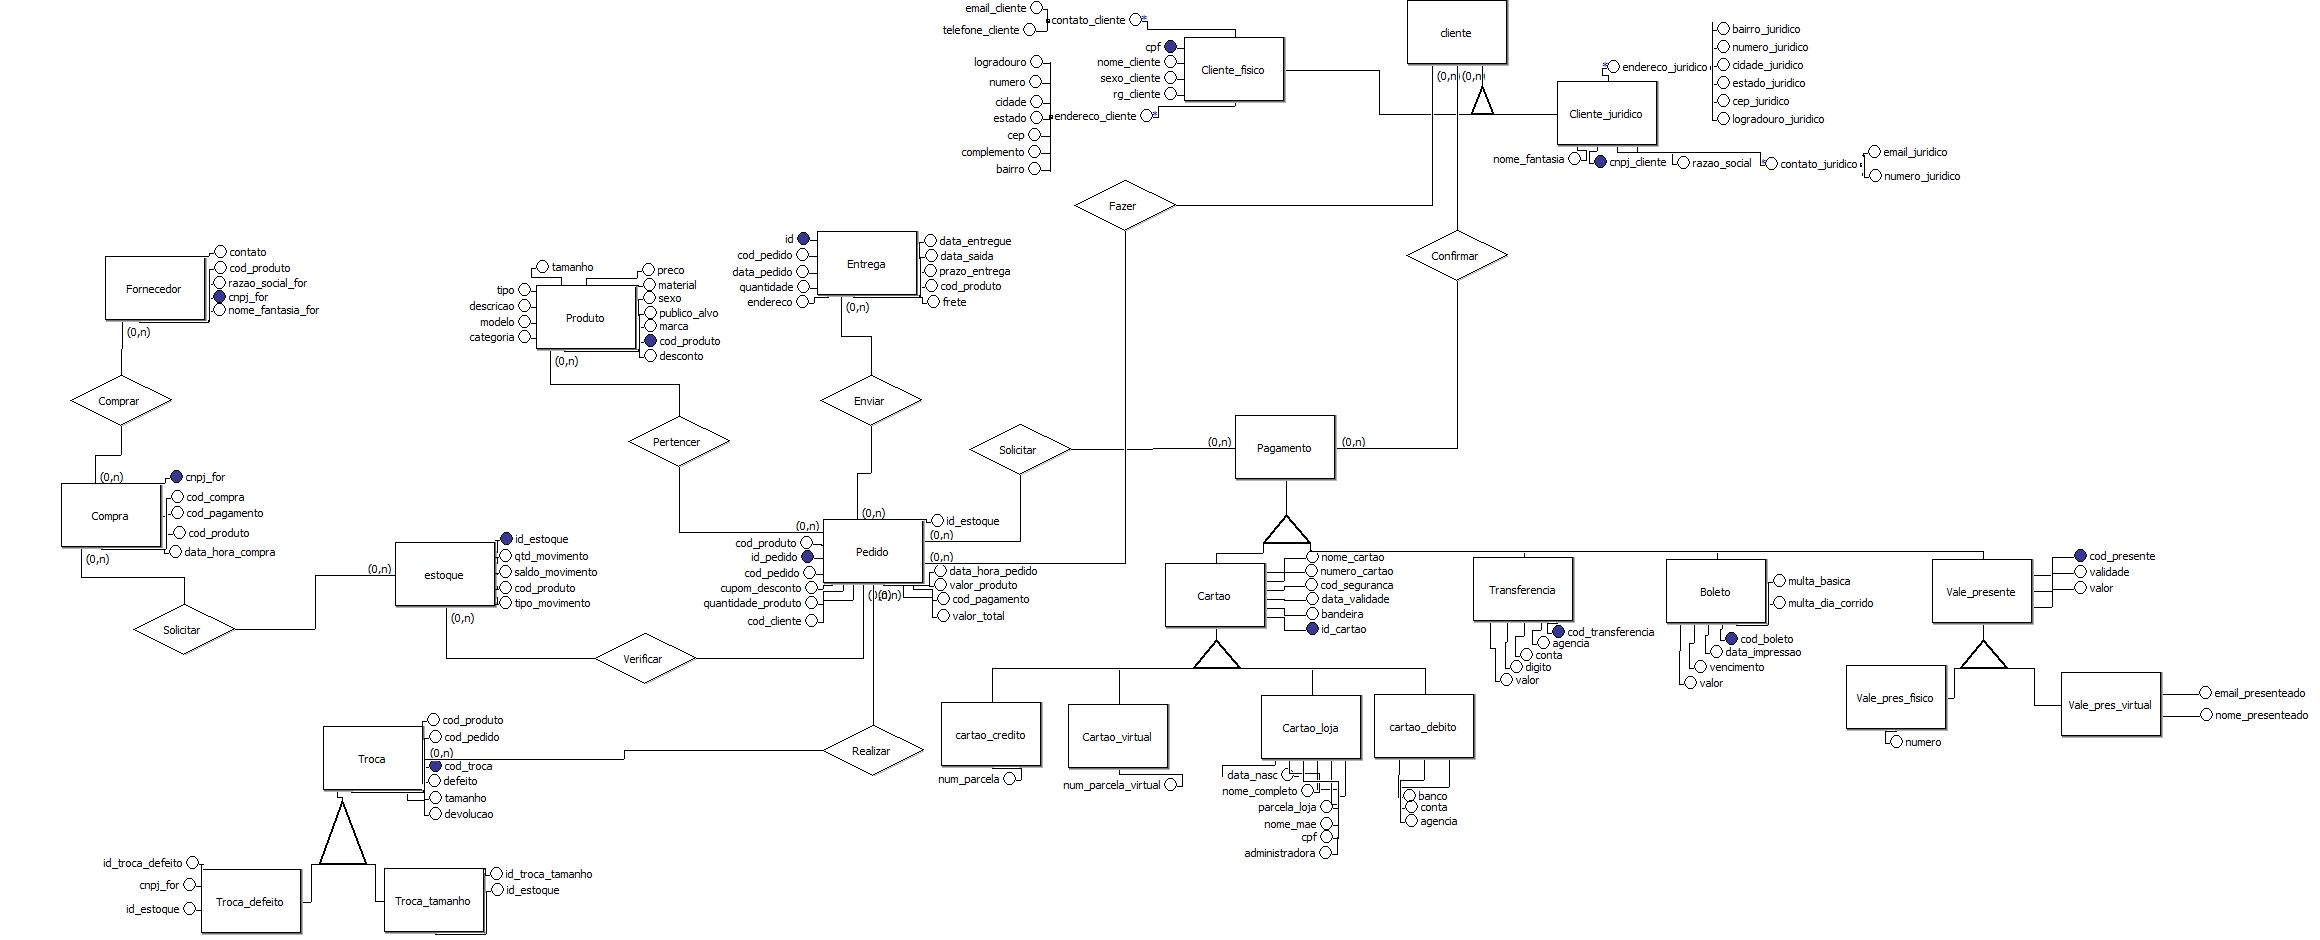 email_cliente
telefone_cliente
contato_cliente
*
cpf
nome_cliente
sexo_cliente
rg_cliente
Cliente_fisico
logradouro
numero
cidade
estado
cep
complemento
bairro
endereco_cliente
*
cliente
(0,n)
(0,n)
*
endereco_juridico
bairro_juridico
numero_juridico
cidade_juridico
estado_juridico
cep_juridico
logradouro_juridico
Cliente_juridico
nome_fantasia
cnpj_cliente
razao_social
*
contato_juridico
email_juridico
numero_juridico
Fazer
Confirmar
Fornecedor
contato
cod_produto
razao_social_for
cnpj_for
nome_fantasia_for
(0,n)
Comprar
tamanho
tipo
descricao
modelo
categoria
Produto
preco
material
sexo
publico_alvo
marca
cod_produto
desconto
(0,n)
id
cod_pedido
data_pedido
quantidade
endereco
Entrega
data_entregue
data_saida
prazo_entrega
cod_produto
frete
(0,n)
Enviar
Pertencer
Solicitar
(0,n)
Pagamento
(0,n)
(0,n)
Compra
cnpj_for
cod_compra
cod_pagamento
cod_produto
data_hora_compra
(0,n)
Solicitar
(0,n)
estoque
id_estoque
qtd_movimento
saldo_movimento
cod_produto
tipo_movimento
(0,n)
Verificar
(0,n)
(0,n)
cod_produto
id_pedido
cod_pedido
cupom_desconto
quantidade_produto
cod_cliente
Pedido
id_estoque
(0,n)
(0,n)
data_hora_pedido
valor_produto
cod_pagamento
valor_total
(0,n)
(0,n)
Realizar
Cartao
nome_cartao
numero_cartao
cod_seguranca
data_validade
bandeira
id_cartao
Transferencia
cod_transferencia
agencia
conta
digito
valor
Boleto
multa_basica
multa_dia_corrido
cod_boleto
data_impressao
vencimento
valor
Vale_presente
cod_presente
validade
valor
Vale_pres_fisico
numero
Vale_pres_virtual
email_presenteado
nome_presenteado
cartao_credito
num_parcela
Cartao_virtual
num_parcela_virtual
Cartao_loja
data_nasc
nome_completo
parcela_loja
nome_mae
cpf
administradora
cartao_debito
banco
conta
agencia
Troca
cod_produto
cod_pedido
(0,n)
cod_troca
defeito
tamanho
devolucao
id_troca_defeito
cnpj_for
id_estoque
Troca_defeito
Troca_tamanho
id_troca_tamanho
id_estoque